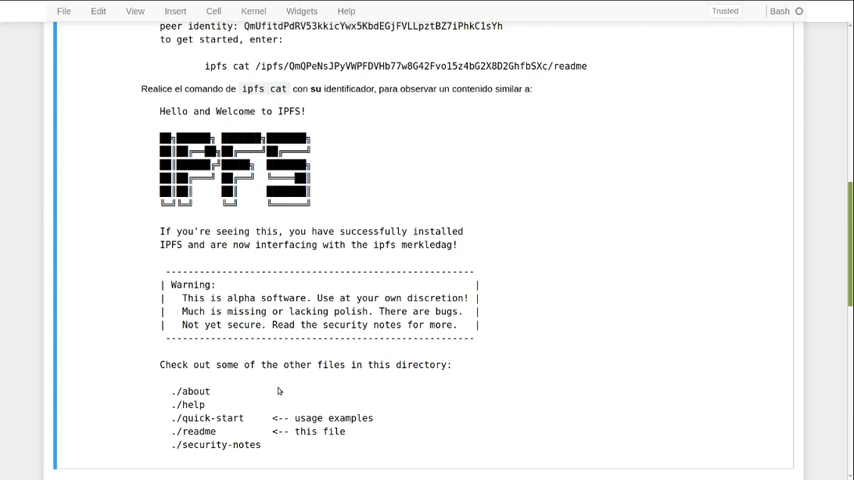 File Edit View Insert Cell Kernel Widgets Help Trusted Bash
peer identity: QmUfitdPdRV53kkicYwx5KbdEGjFVLLpztBZ7iPhkC1sYh
to get started, enter:
ipfs cat /ipfs/QmQPeNsJPyVWPFDVHb77w8G42Fvo15z4bG2X8D2GhfbSXc/readme
Realice el comando de ipfs cat con su identificador, para observar un contenido similar a:
Hello and Welcome to IPFS!
IPFS
If you're seeing this, you have successfully installed
IPFS and are now interfacing with the ipfs merkledag!
-------------------------------------------------------
| Warning: |
| This is alpha software. Use at your own discretion! |
| Much is missing or lacking polish. There are bugs. |
| Not yet secure. Read the security notes for more. |
-------------------------------------------------------
Check out some of the other files in this directory:
./about
./help
./quick-start <-- usage examples
./readme <-- this file
./security-notes